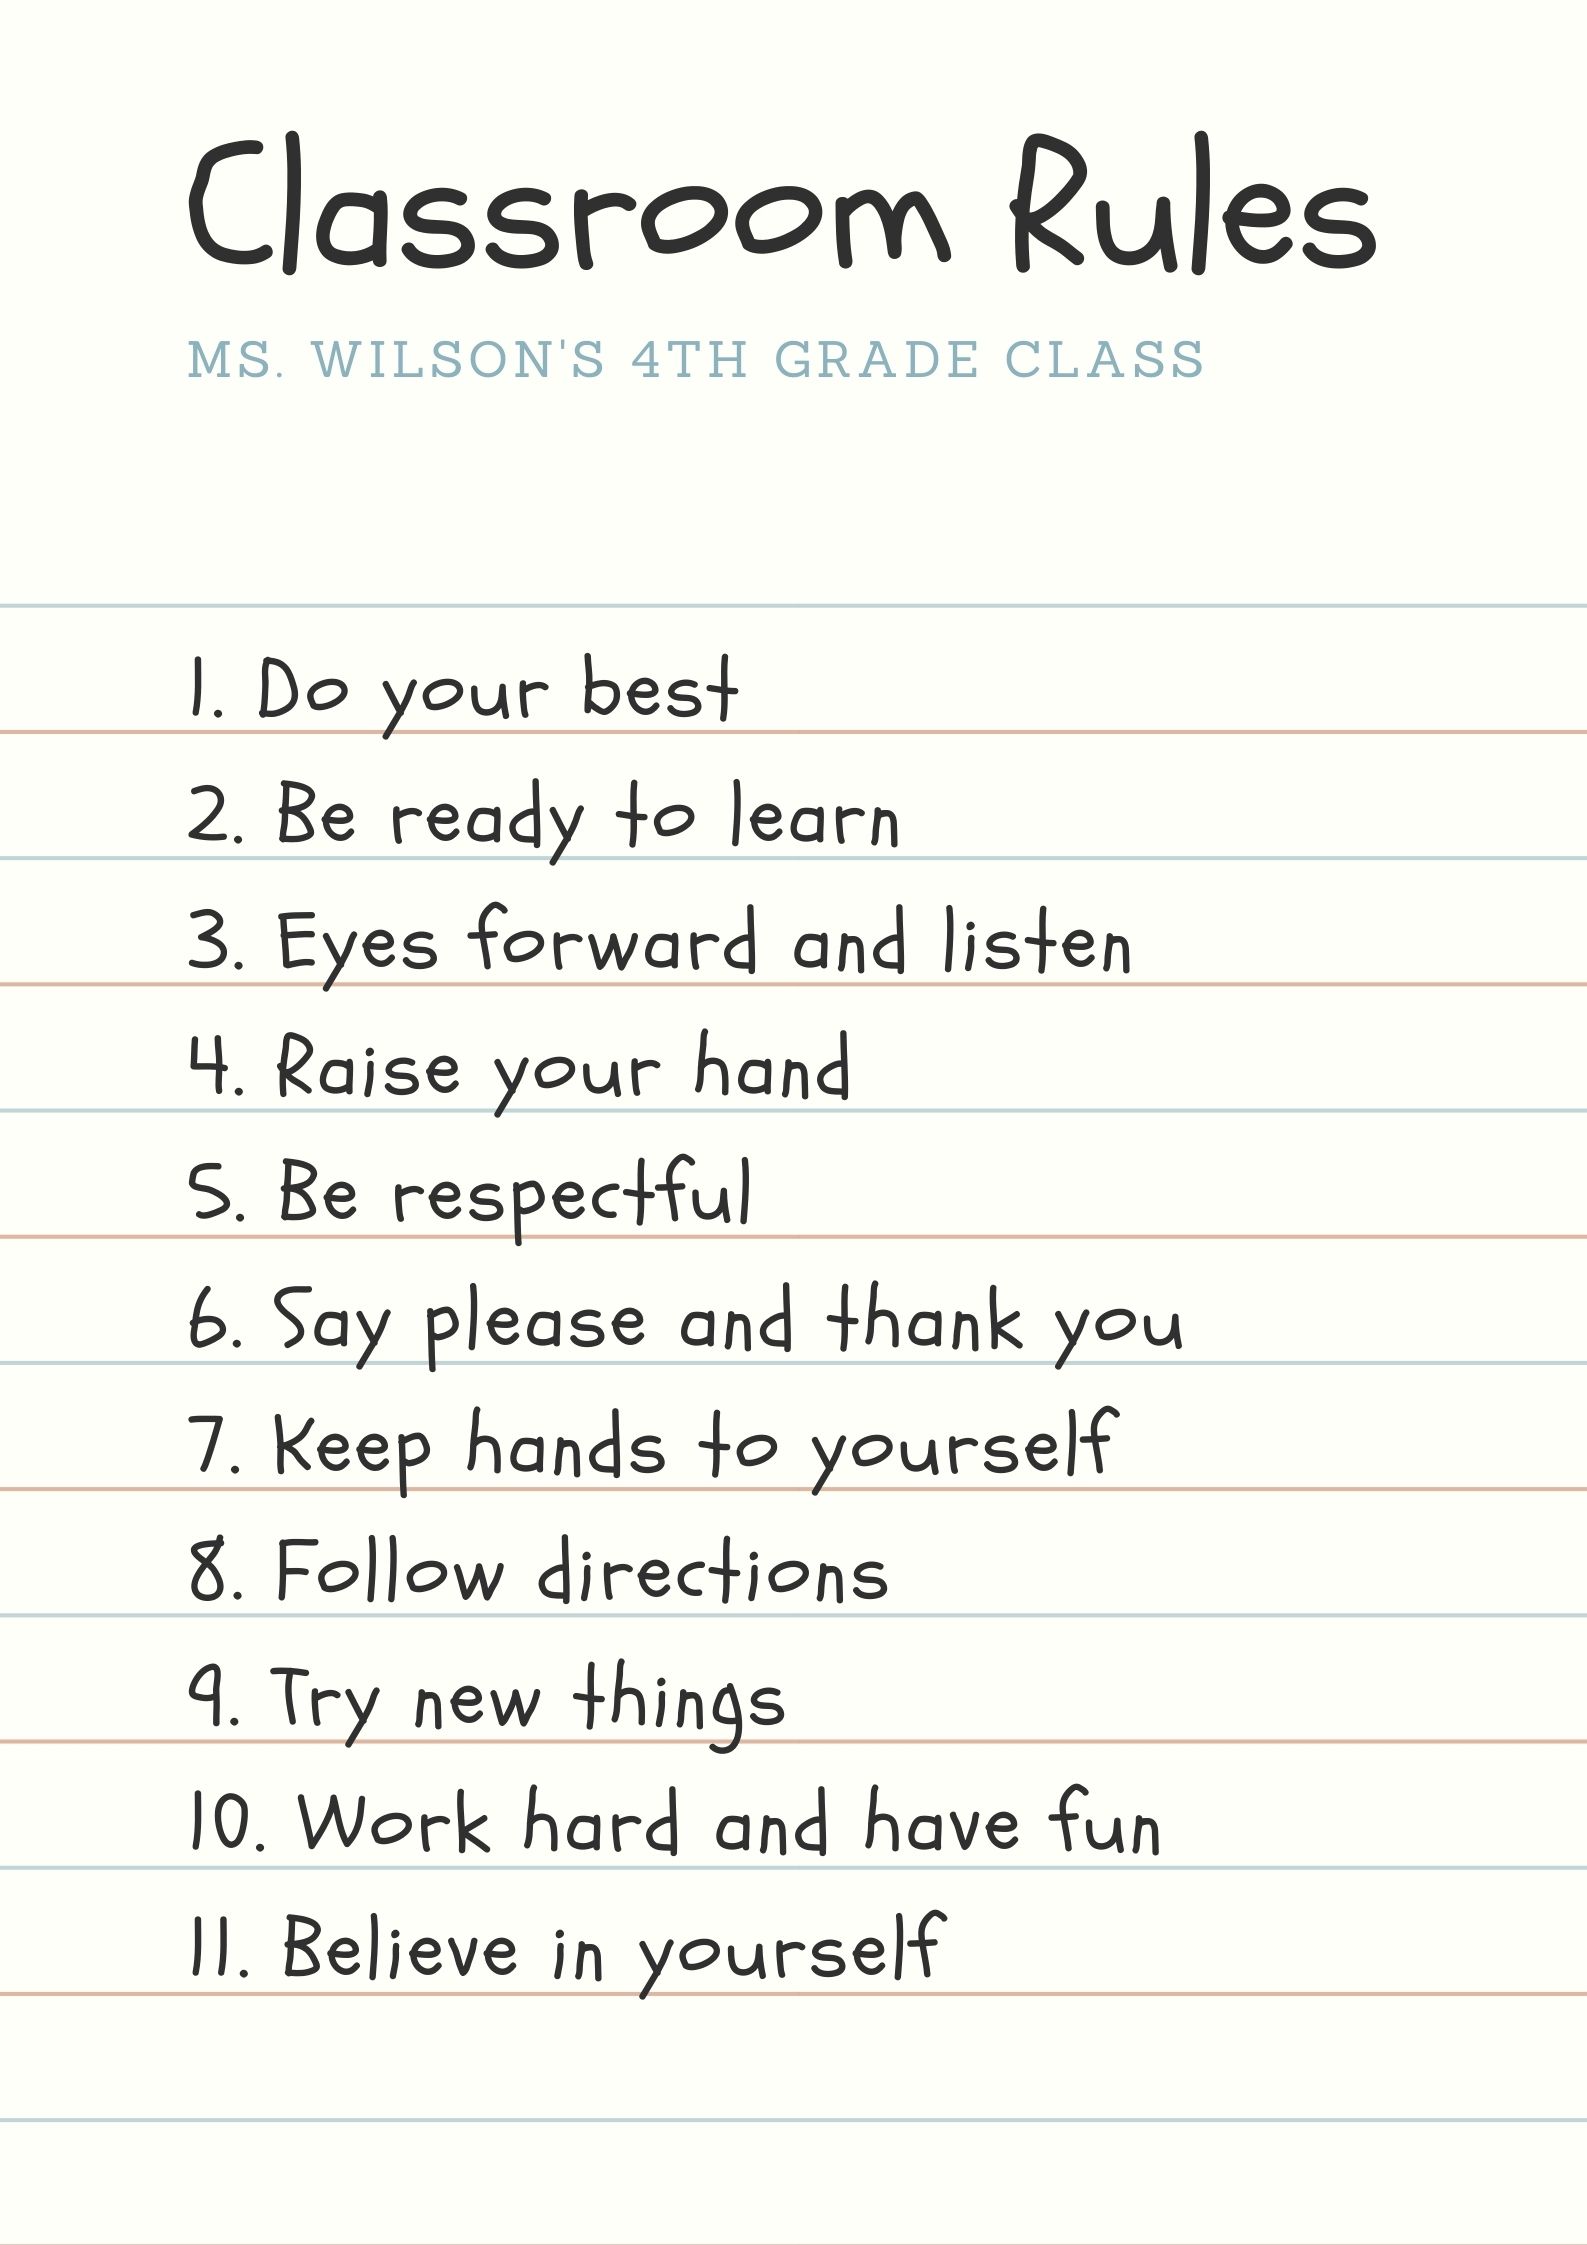 Classroom Rules
MS. WILSON'S 4TH GRADE CLASS
1. Do your best
2. Be ready to learn
3. Eyes forward and listen
4. Raise your hand
5. Be respectful
6. Say please and thank you
7. Keep hands to yourself
8. Follow directions
9. Try new things
10. Work hard and have fun
11. Believe in yourself